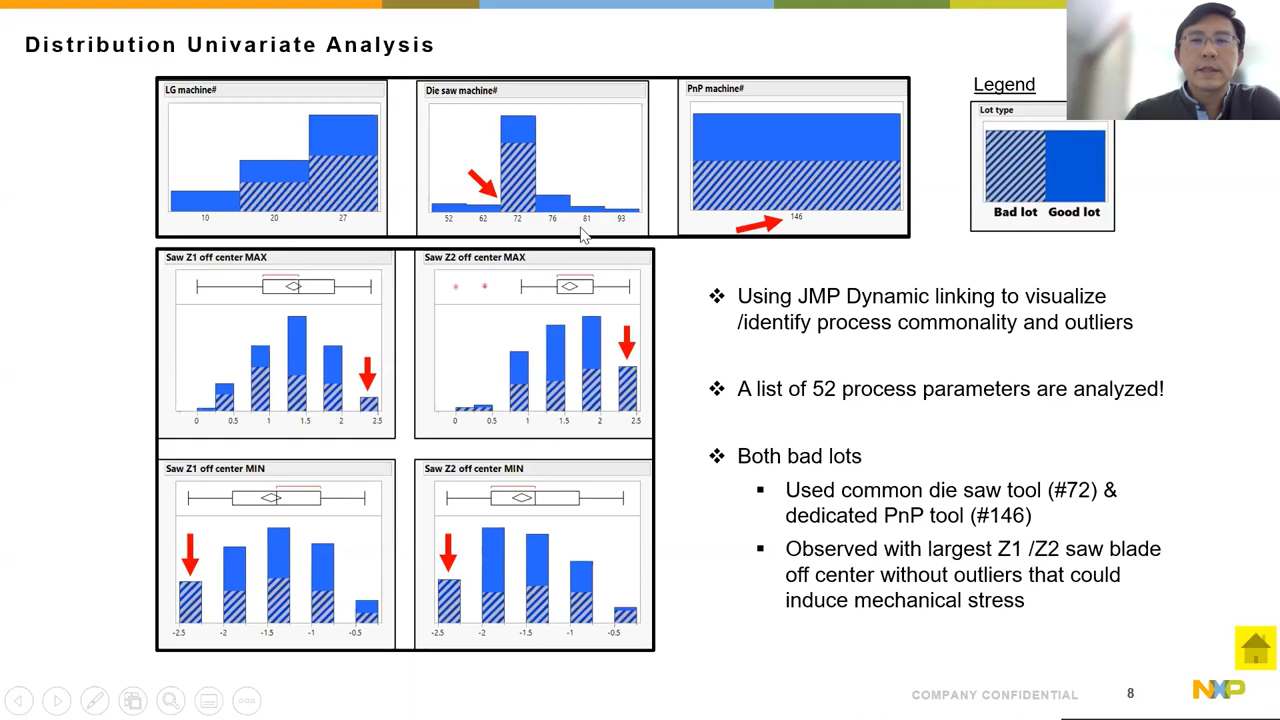 Distribution Univariate Analysis
LG machine#
10 20 27
Die saw machine#
52 62 72 76 81 93
PnP machine#
146
Legend
Lot type
Bad lot Good lot
Saw Z1 off center MAX
0 0.5 1 1.5 2 2.5
Saw Z2 off center MAX
0 0.5 1 1.5 2 2.5
Saw Z1 off center MIN
-2.5 -2 -1.5 -1 -0.5
Saw Z2 off center MIN
-2.5 -2 -1.5 -1 -0.5
❖ Using JMP Dynamic linking to visualize
/identify process commonality and outliers
❖ A list of 52 process parameters are analyzed!
❖ Both bad lots
▪ Used common die saw tool (#72) &
dedicated PnP tool (#146)
▪ Observed with largest Z1 /Z2 saw blade
off center without outliers that could
induce mechanical stress
COMPANY CONFIDENTIAL
8
NXP